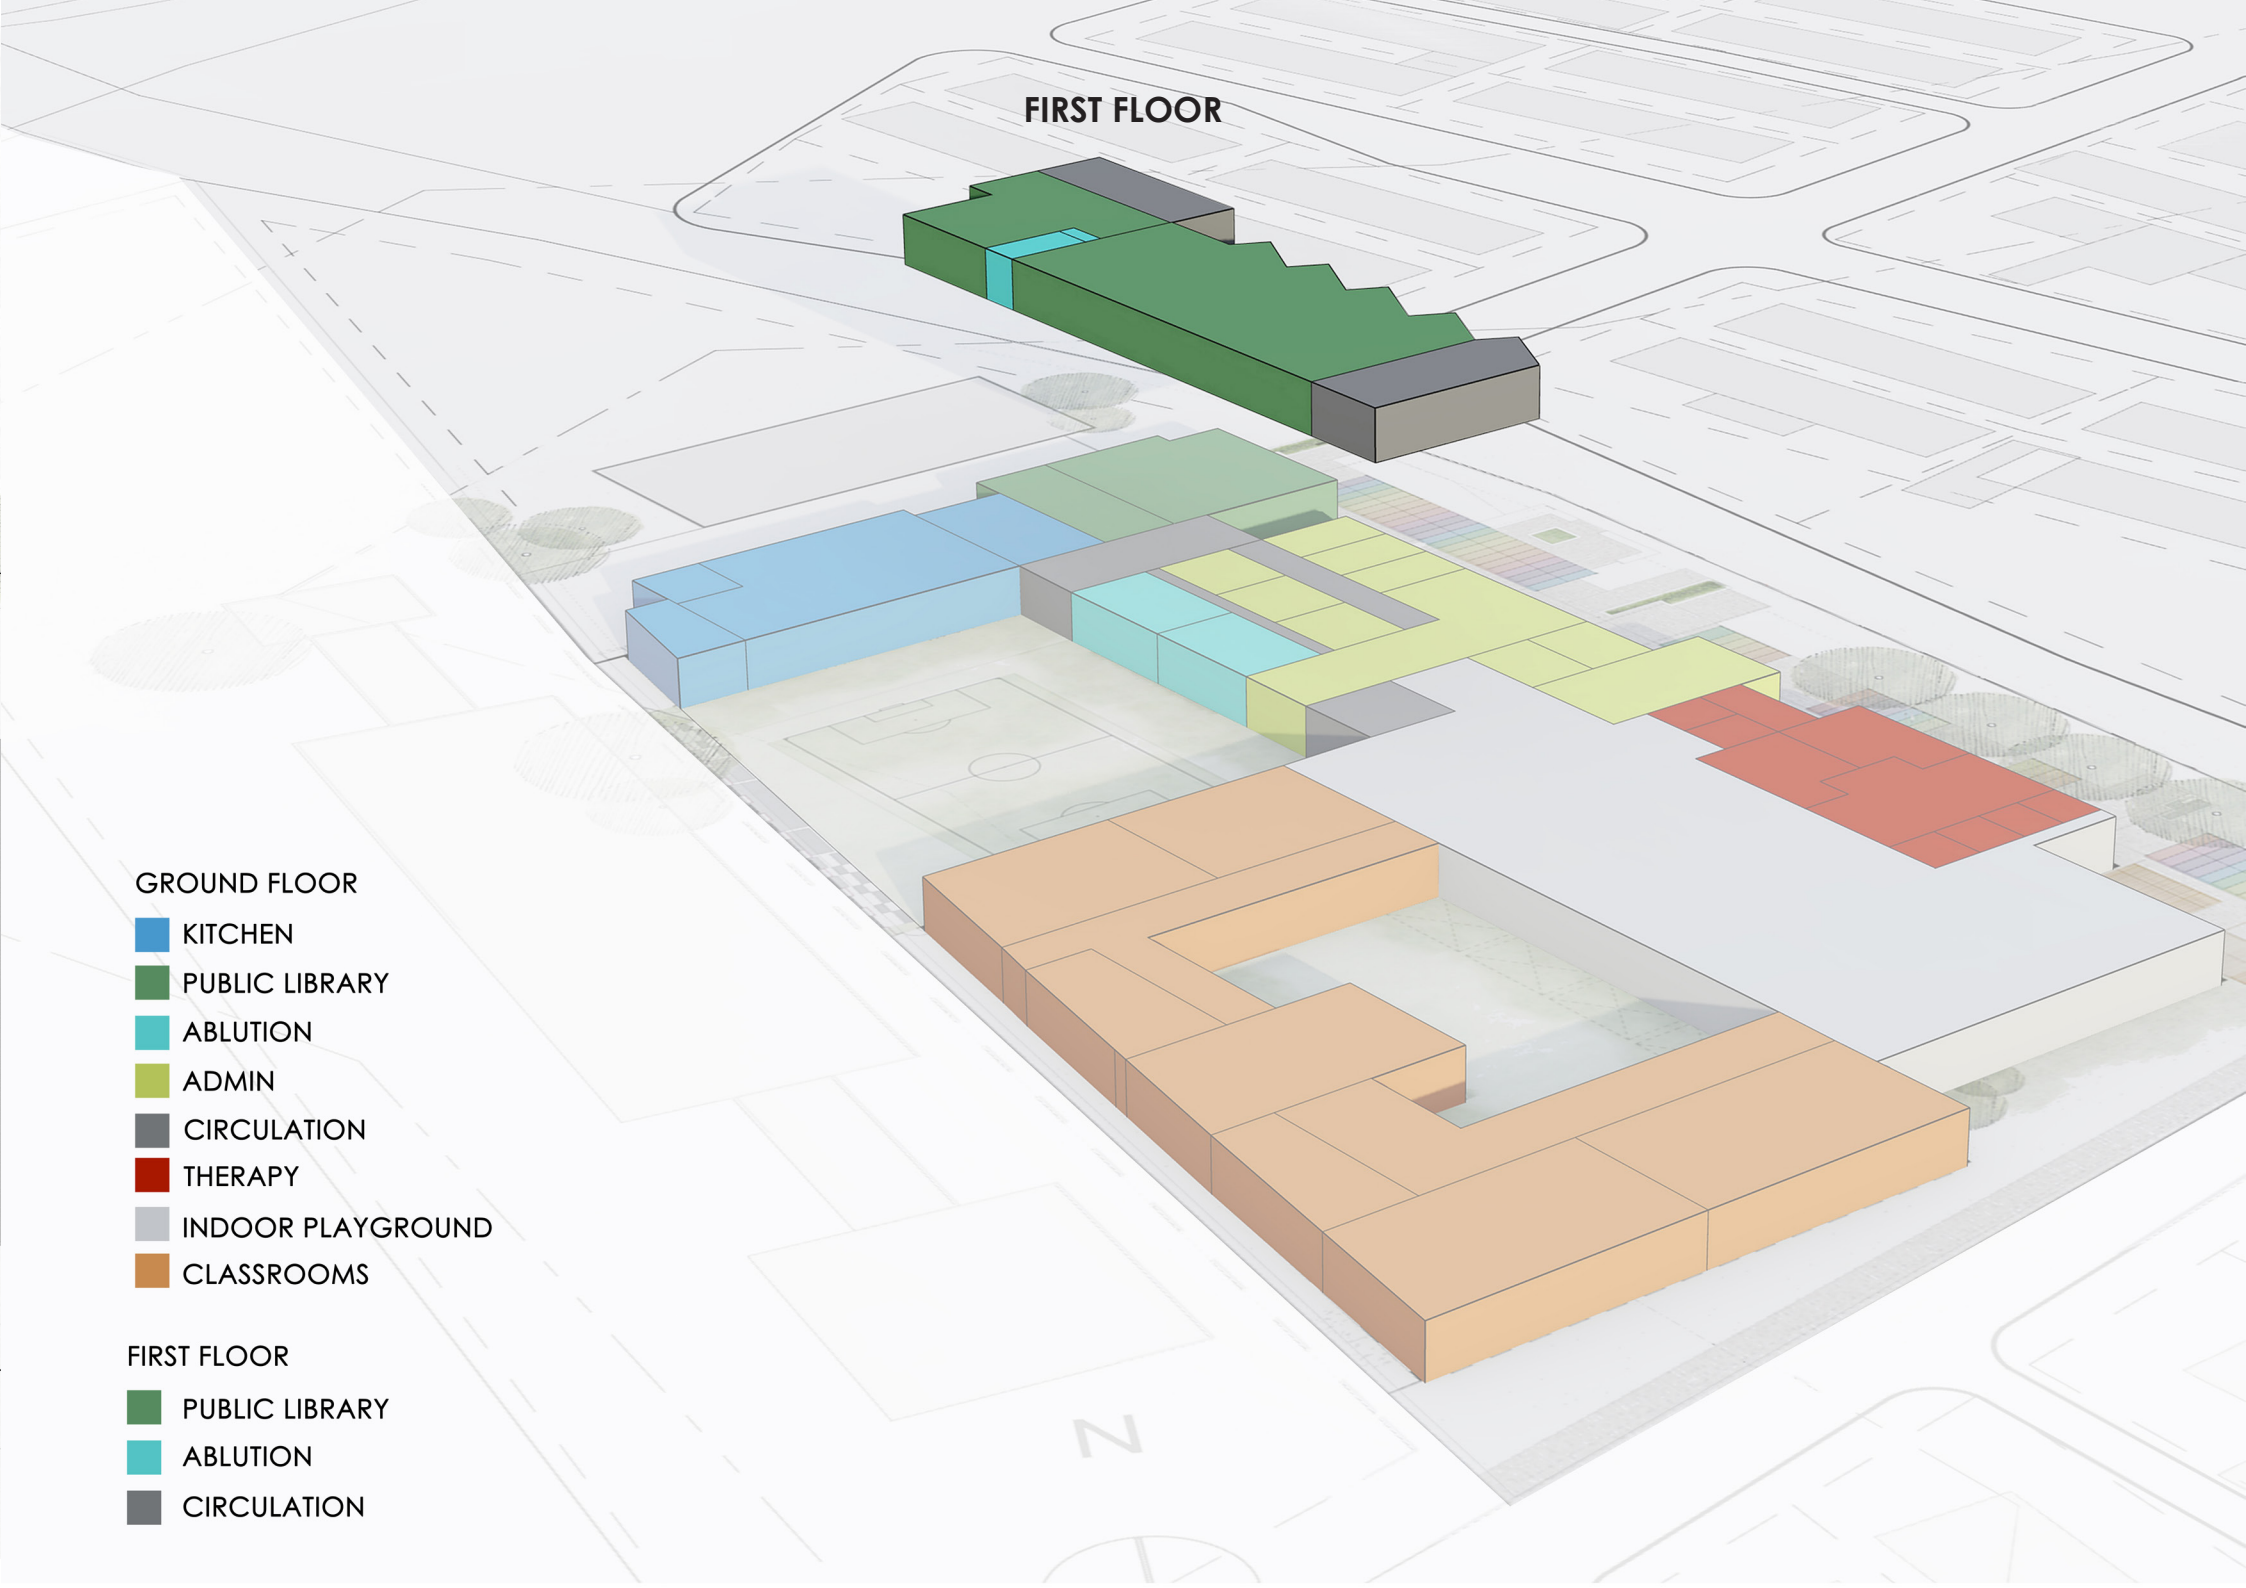 FIRST FLOOR
GROUND FLOOR
KITCHEN
PUBLIC LIBRARY
ABLUTION
ADMIN
CIRCULATION
THERAPY
INDOOR PLAYGROUND
CLASSROOMS
FIRST FLOOR
PUBLIC LIBRARY
ABLUTION
CIRCULATION
N